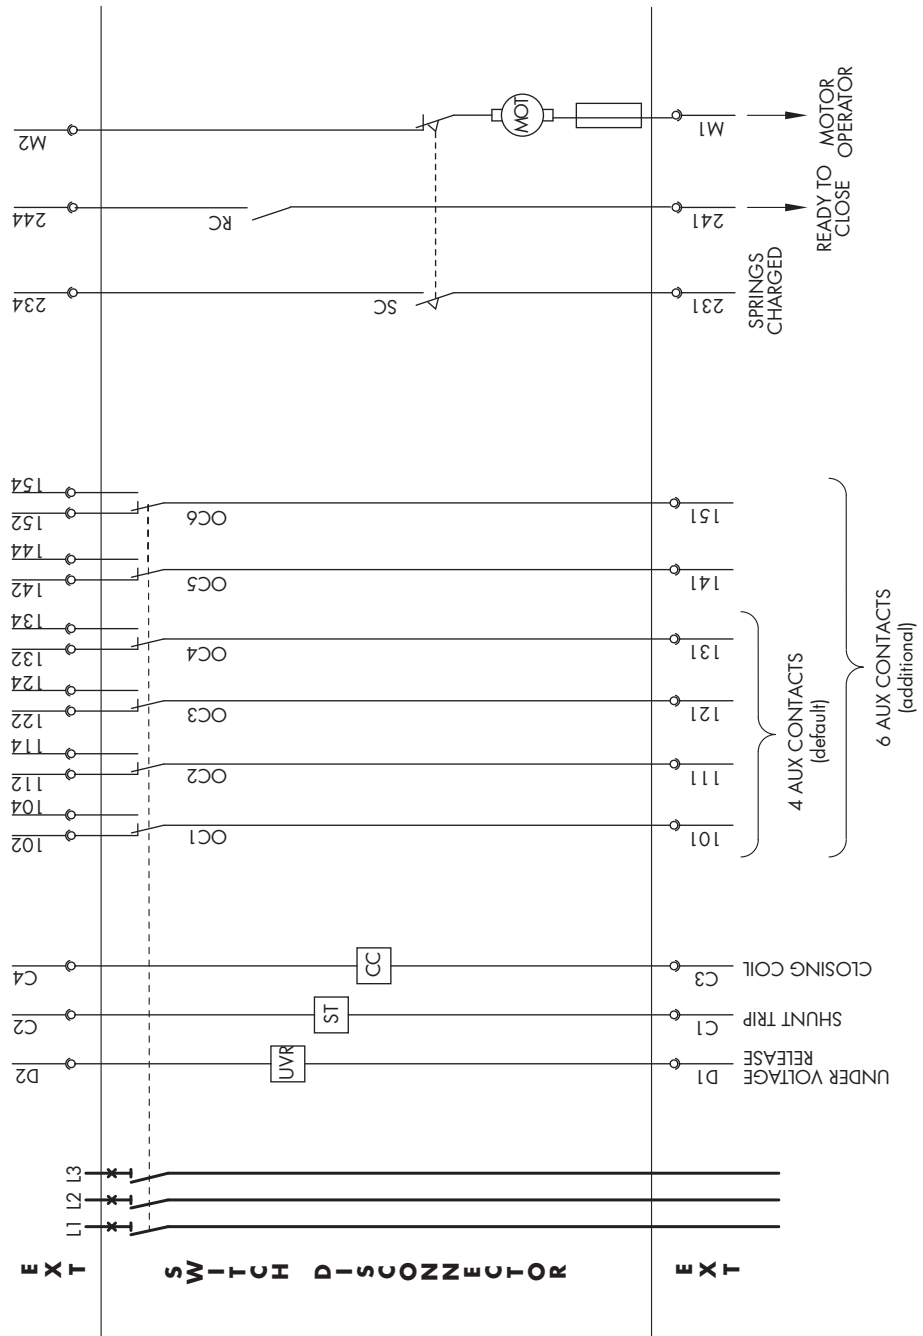 EXT
SWITCH DISCONNECTOR
EXT
L1
L2
L3
D2
UVR
D1
UNDER VOLTAGE
RELEASE
C2
ST
C1
SHUNT TRIP
C4
CC
C3
CLOSING COIL
102
104
OC1
101
112
114
OC2
111
122
124
OC3
121
132
134
OC4
131
142
144
OC5
141
152
154
OC6
151
4 AUX CONTACTS
(default)
6 AUX CONTACTS
(additional)
234
SC
231
SPRINGS
CHARGED
244
RC
241
READY TO
CLOSE
M2
MOT
M1
MOTOR
OPERATOR